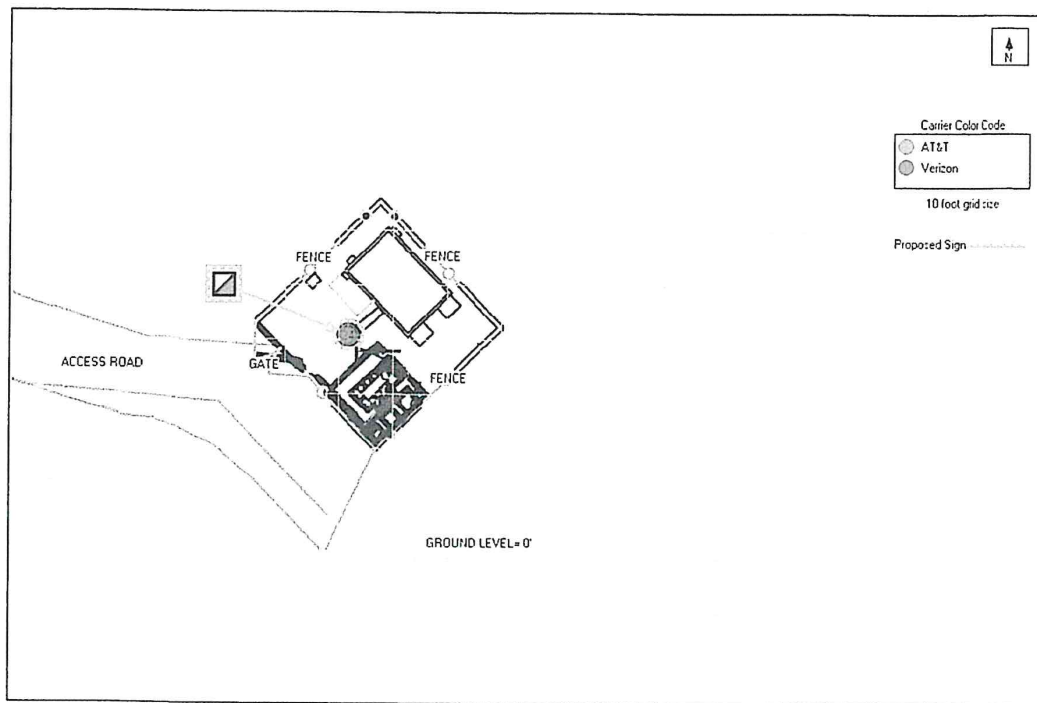 N
Carrier Color Code
AT&T
Verizon
10 foot grid size
Proposed Sign
FENCE
FENCE
ACCESS ROAD
GATE
FENCE
GROUND LEVEL= 0'